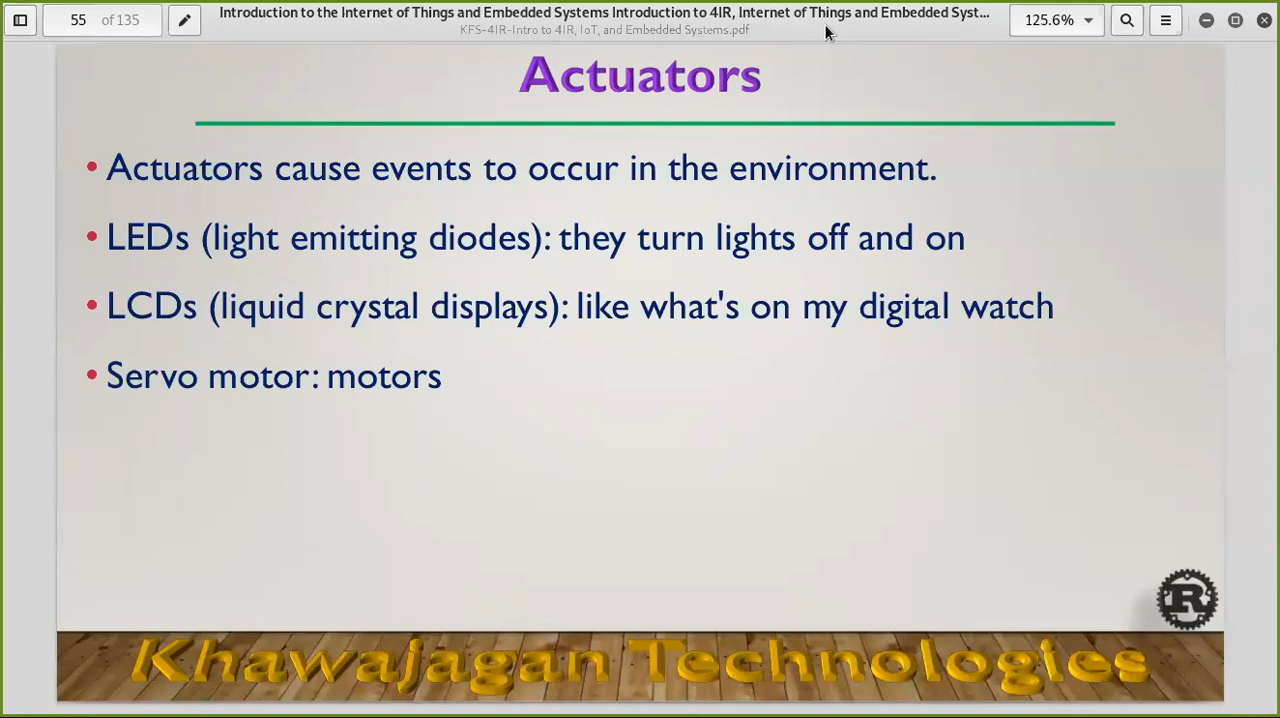 55 of 135
Introduction to the Internet of Things and Embedded Systems Introduction to 4IR, Internet of Things and Embedded Syst...
KFS-4IR-Intro to 4IR, IoT, and Embedded Systems.pdf
125.6%
Actuators
• Actuators cause events to occur in the environment.
• LEDs (light emitting diodes): they turn lights off and on
• LCDs (liquid crystal displays): like what's on my digital watch
• Servo motor: motors
R
Khawajagan Technologies